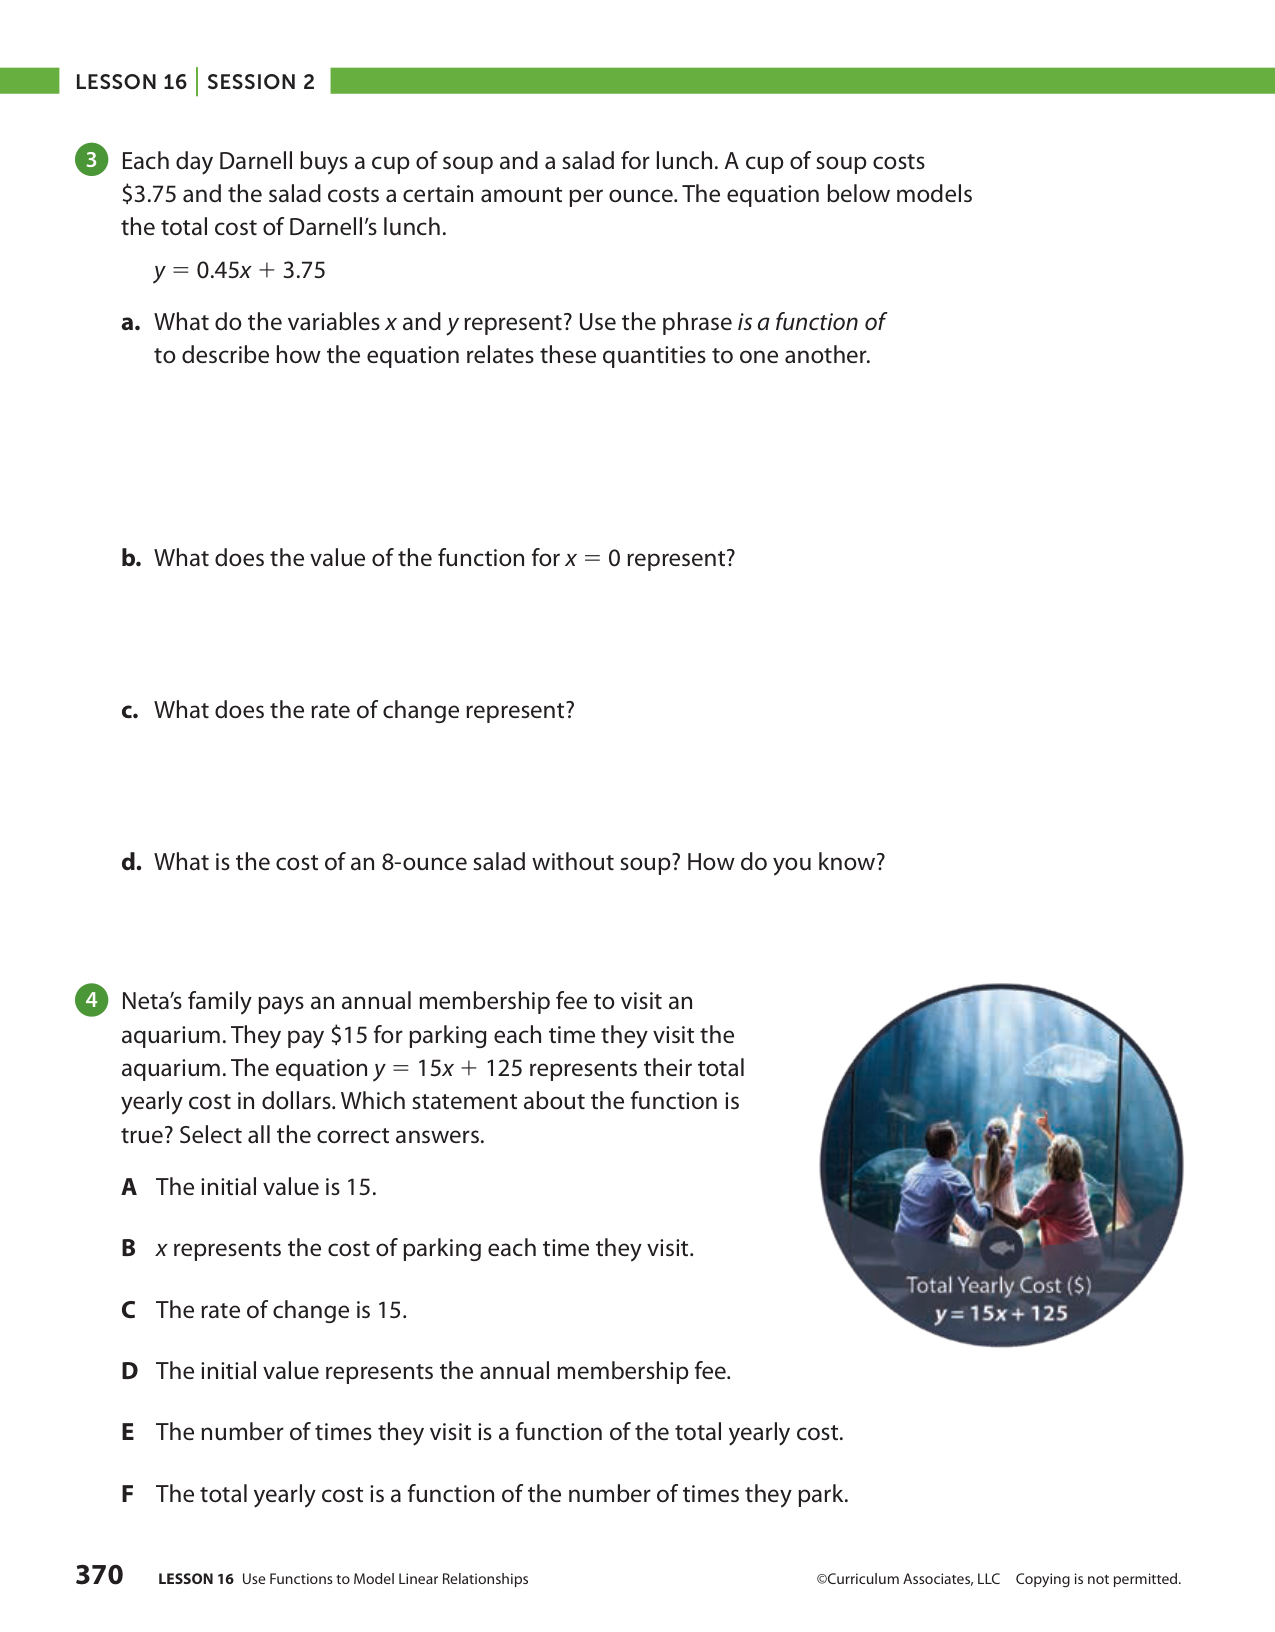 LESSON 16 | SESSION 2
3 Each day Darnell buys a cup of soup and a salad for lunch. A cup of soup costs
$3.75 and the salad costs a certain amount per ounce. The equation below models
the total cost of Darnell’s lunch.
y = 0.45x + 3.75
a. What do the variables x and y represent? Use the phrase is a function of
to describe how the equation relates these quantities to one another.
b. What does the value of the function for x = 0 represent?
c. What does the rate of change represent?
d. What is the cost of an 8-ounce salad without soup? How do you know?
4 Neta’s family pays an annual membership fee to visit an
aquarium. They pay $15 for parking each time they visit the
aquarium. The equation y = 15x + 125 represents their total
yearly cost in dollars. Which statement about the function is
true? Select all the correct answers.
A The initial value is 15.
B x represents the cost of parking each time they visit.
C The rate of change is 15.
D The initial value represents the annual membership fee.
E The number of times they visit is a function of the total yearly cost.
F The total yearly cost is a function of the number of times they park.
Total Yearly Cost ($)
y = 15x + 125
370 LESSON 16 Use Functions to Model Linear Relationships ©Curriculum Associates, LLC Copying is not permitted.